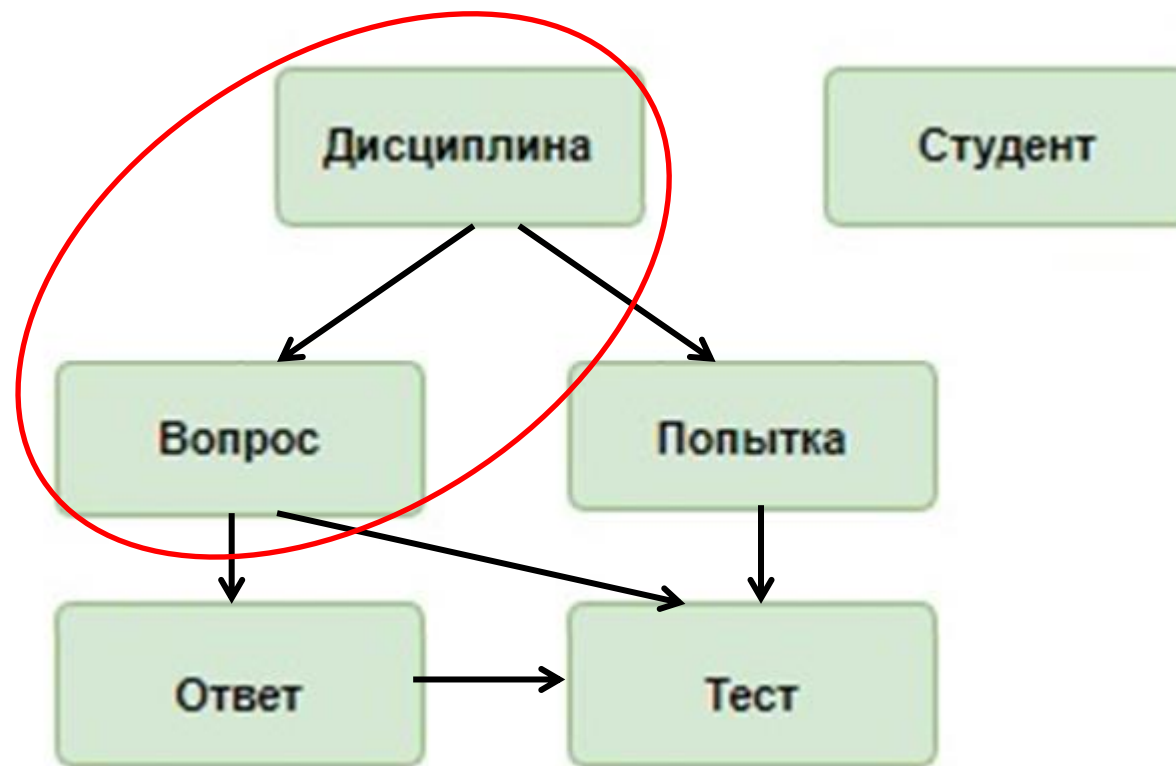 Дисциплина
Студент
Вопрос
Попытка
Ответ
Тест